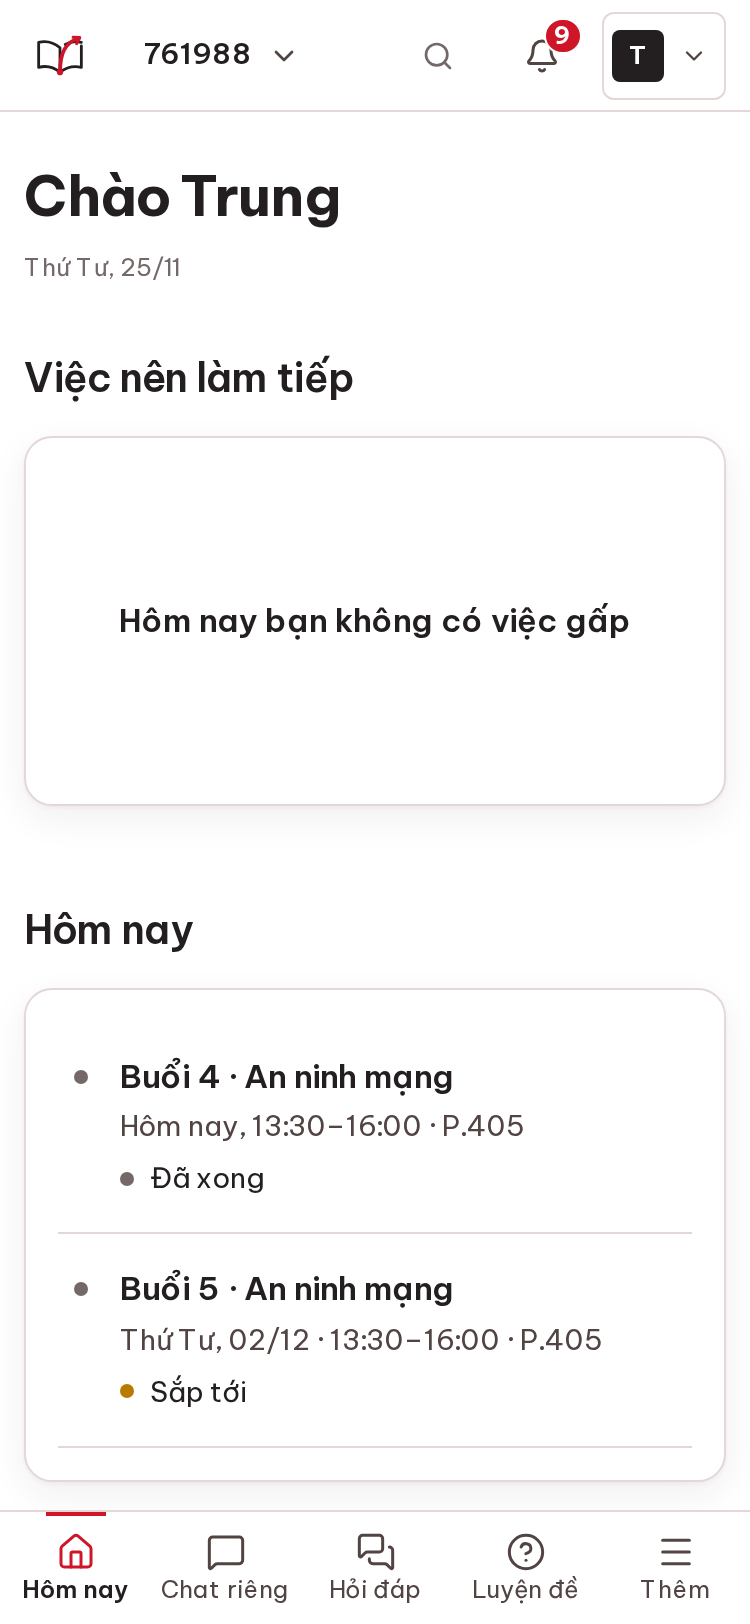 761988
9
T
Chào Trung
Thứ Tư, 25/11
Việc nên làm tiếp
Hôm nay bạn không có việc gấp
Hôm nay
Buổi 4 · An ninh mạng
Hôm nay, 13:30–16:00 · P.405
Đã xong
Buổi 5 · An ninh mạng
Thứ Tư, 02/12 · 13:30–16:00 · P.405
Sắp tới
Hôm nay
Chat riêng
Hỏi đáp
Luyện đề
Thêm